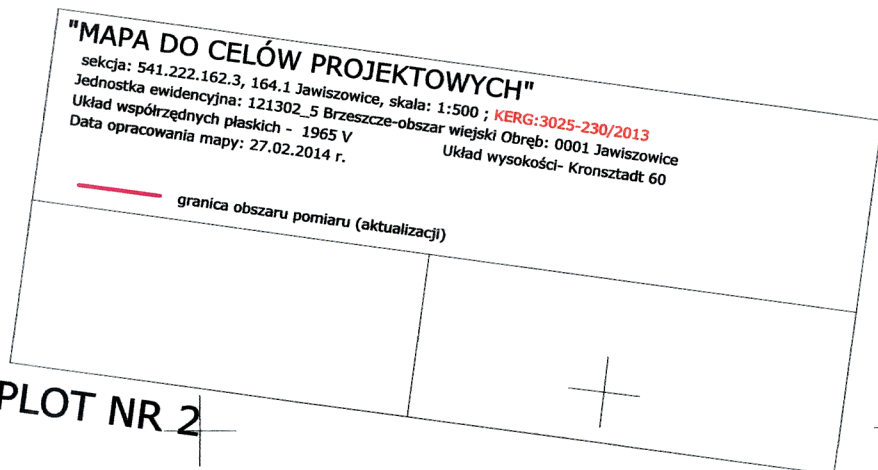 "MAPA DO CELÓW PROJEKTOWYCH"
sekcja: 541.222.162.3, 164.1 Jawiszowice, skala: 1:500 ; KERG:3025-230/2013
Jednostka ewidencyjna: 121302_5 Brzeszcze-obszar wiejski Obręb: 0001 Jawiszowice
Układ współrzędnych płaskich - 1965 V Układ wysokości- Kronsztadt 60
Data opracowania mapy: 27.02.2014 r.
granica obszaru pomiaru (aktualizacji)
PLOT NR 2